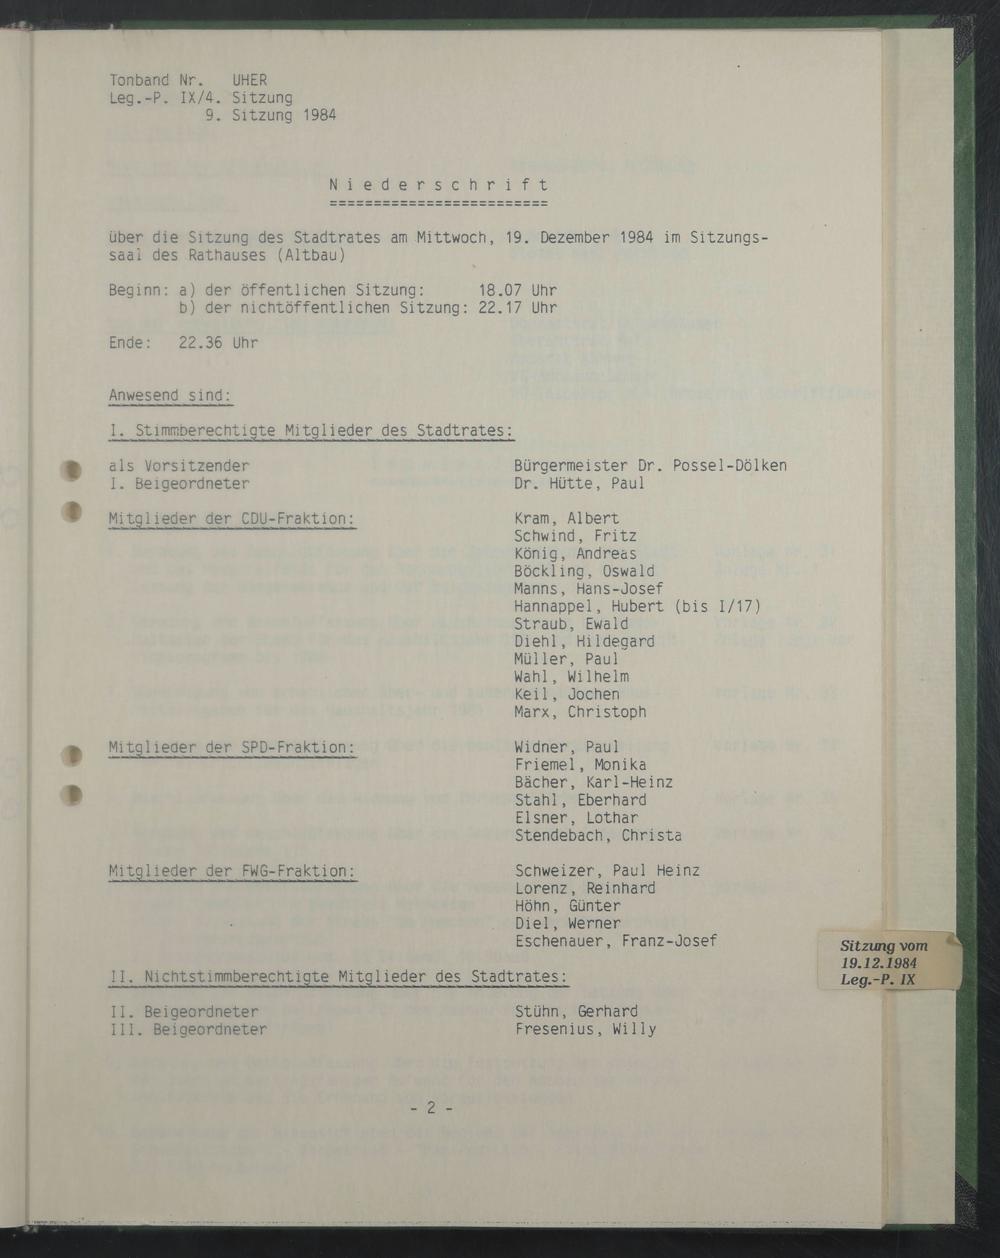 Tonband Nr. UHER
Leg.-P. IX/4. Sitzung
9. Sitzung 1984
N i e d e r s c h r i f t
=========================
über die Sitzung des Stadtrates am Mittwoch, 19. Dezember 1984 im Sitzungs-
saal des Rathauses (Altbau)
Beginn: a) der öffentlichen Sitzung: 18.07 Uhr
b) der nichtöffentlichen Sitzung: 22.17 Uhr
Ende: 22.36 Uhr
Anwesend sind:
I. Stimmberechtigte Mitglieder des Stadtrates:
als Vorsitzender Bürgermeister Dr. Possel-Dölken
I. Beigeordneter Dr. Hütte, Paul
Mitglieder der CDU-Fraktion: Kram, Albert
Schwind, Fritz
König, Andreas
Böckling, Oswald
Manns, Hans-Josef
Hannappel, Hubert (bis I/17)
Straub, Ewald
Diehl, Hildegard
Müller, Paul
Wahl, Wilhelm
Keil, Jochen
Marx, Christoph
Mitglieder der SPD-Fraktion: Widner, Paul
Friemel, Monika
Bächer, Karl-Heinz
Stahl, Eberhard
Elsner, Lothar
Stendebach, Christa
Mitglieder der FWG-Fraktion: Schweizer, Paul Heinz
Lorenz, Reinhard
Höhn, Günter
Diel, Werner
Eschenauer, Franz-Josef
II. Nichtstimmberechtigte Mitglieder des Stadtrates:
II. Beigeordneter Stühn, Gerhard
III. Beigeordneter Fresenius, Willy
- 2 -
Sitzung vom
19.12.1984
Leg.-P. IX